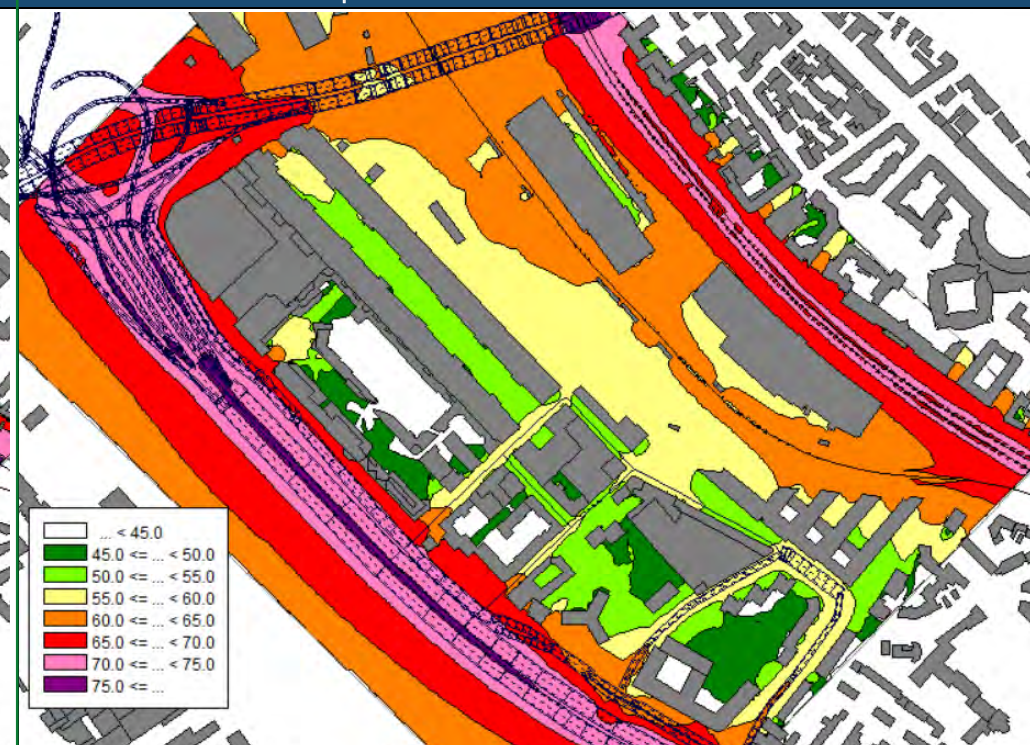 ... < 45.0
45.0 <= ... < 50.0
50.0 <= ... < 55.0
55.0 <= ... < 60.0
60.0 <= ... < 65.0
65.0 <= ... < 70.0
70.0 <= ... < 75.0
75.0 <= ...